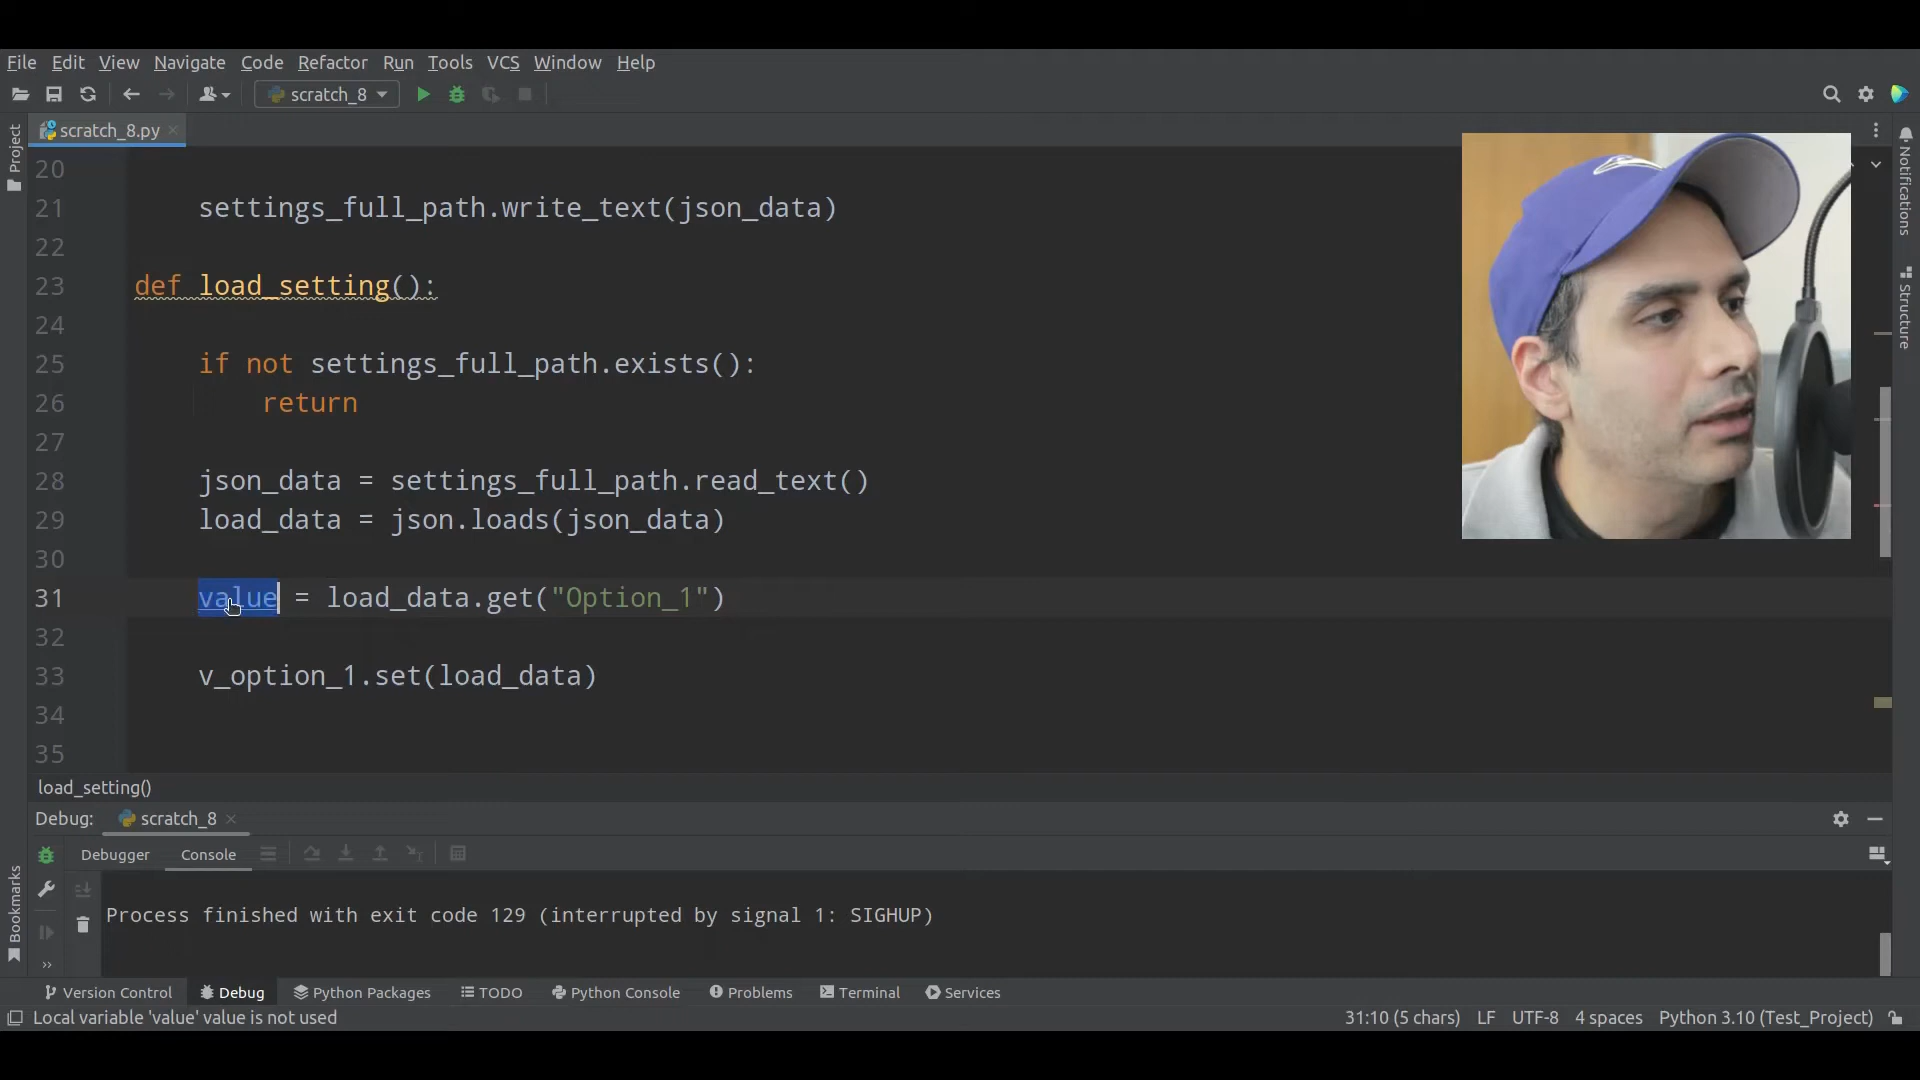 File Edit View Navigate Code Refactor Run Tools VCS Window Help
scratch_8
scratch_8.py
Project
Notifications
Structure
20
21 settings_full_path.write_text(json_data)
22
23 def load_setting():
24
25 if not settings_full_path.exists():
26 return
27
28 json_data = settings_full_path.read_text()
29 load_data = json.loads(json_data)
30
31 value = load_data.get("Option_1")
32
33 v_option_1.set(load_data)
34
35
load_setting()
Debug: scratch_8
Debugger Console
Bookmarks
Process finished with exit code 129 (interrupted by signal 1: SIGHUP)
Version Control Debug Python Packages TODO Python Console Problems Terminal Services
Local variable 'value' value is not used 31:10 (5 chars) LF UTF-8 4 spaces Python 3.10 (Test_Project)